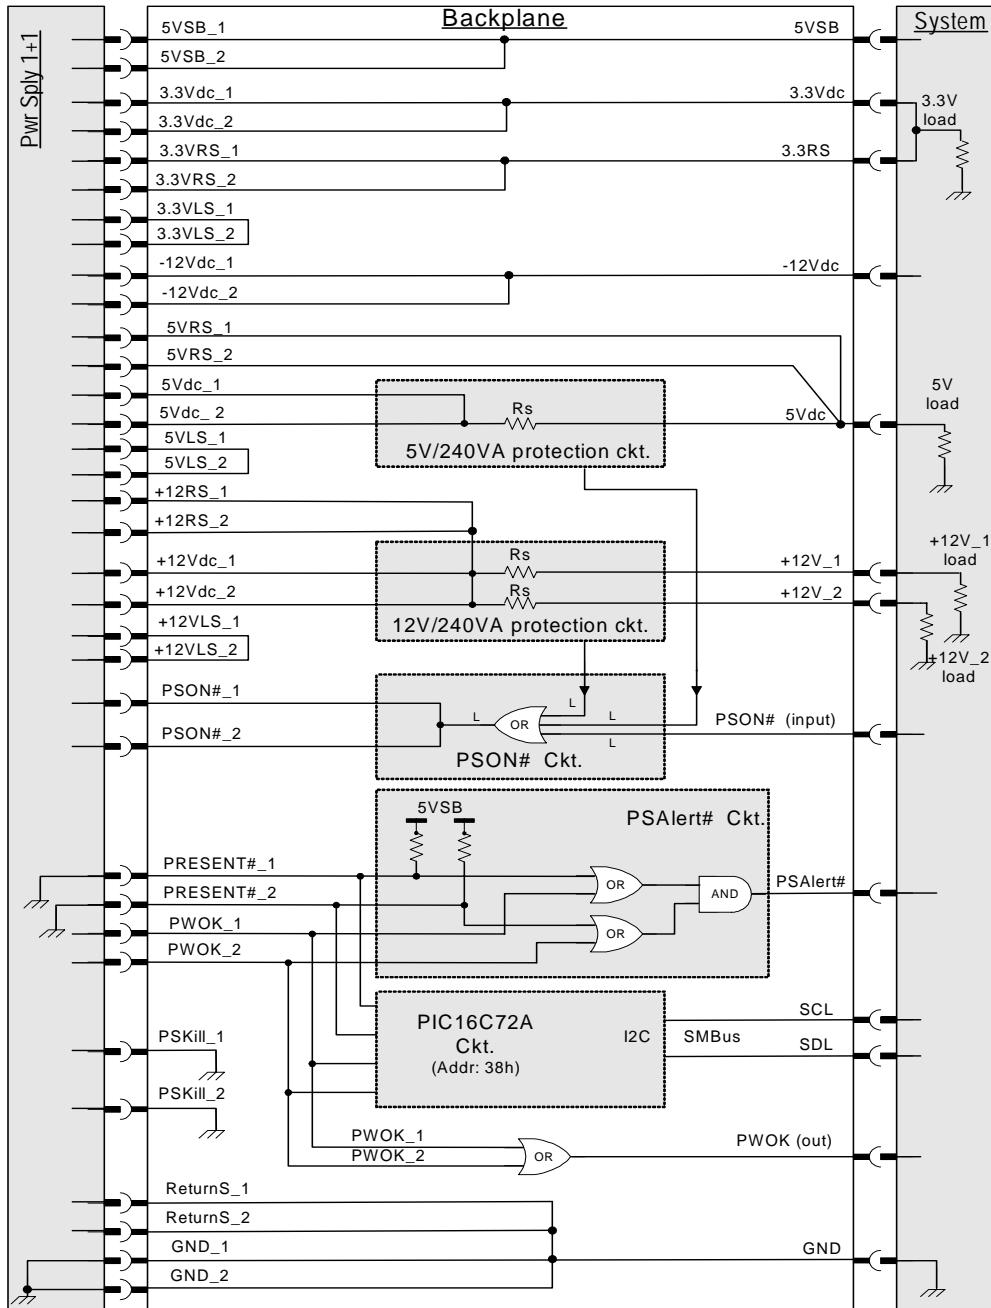 Backplane
System
Pwr Sply 1+1
5VSB_1
5VSB
5VSB_2
3.3Vdc_1
3.3Vdc
3.3V
load
3.3Vdc_2
3.3VRS_1
3.3RS
3.3VRS_2
3.3VLS_1
3.3VLS_2
-12Vdc_1
-12Vdc
-12Vdc_2
5VRS_1
5VRS_2
5Vdc_1
5V
load
Rs
5Vdc_ 2
5Vdc
5VLS_1
5V/240VA protection ckt.
5VLS_2
+12RS_1
+12RS_2
+12V_1
load
Rs
+12Vdc_1
+12V_1
Rs
+12Vdc_2
+12V_2
+12VLS_1
12V/240VA protection ckt.
+12VLS_2
+12V_2
load
PSON#_1
L
L
L
OR
L
PSON# (input)
PSON#_2
PSON# Ckt.
5VSB
PSAlert# Ckt.
PRESENT#_1
OR
PSAlert#
AND
PRESENT#_2
PWOK_1
OR
PWOK_2
PIC16C72A
Ckt.
(Addr: 38h)
I2C
SMBus
SCL
SDL
PSKill_1
PSKill_2
PWOK_1
PWOK_2
OR
PWOK (out)
ReturnS_1
ReturnS_2
GND_1
GND
GND_2